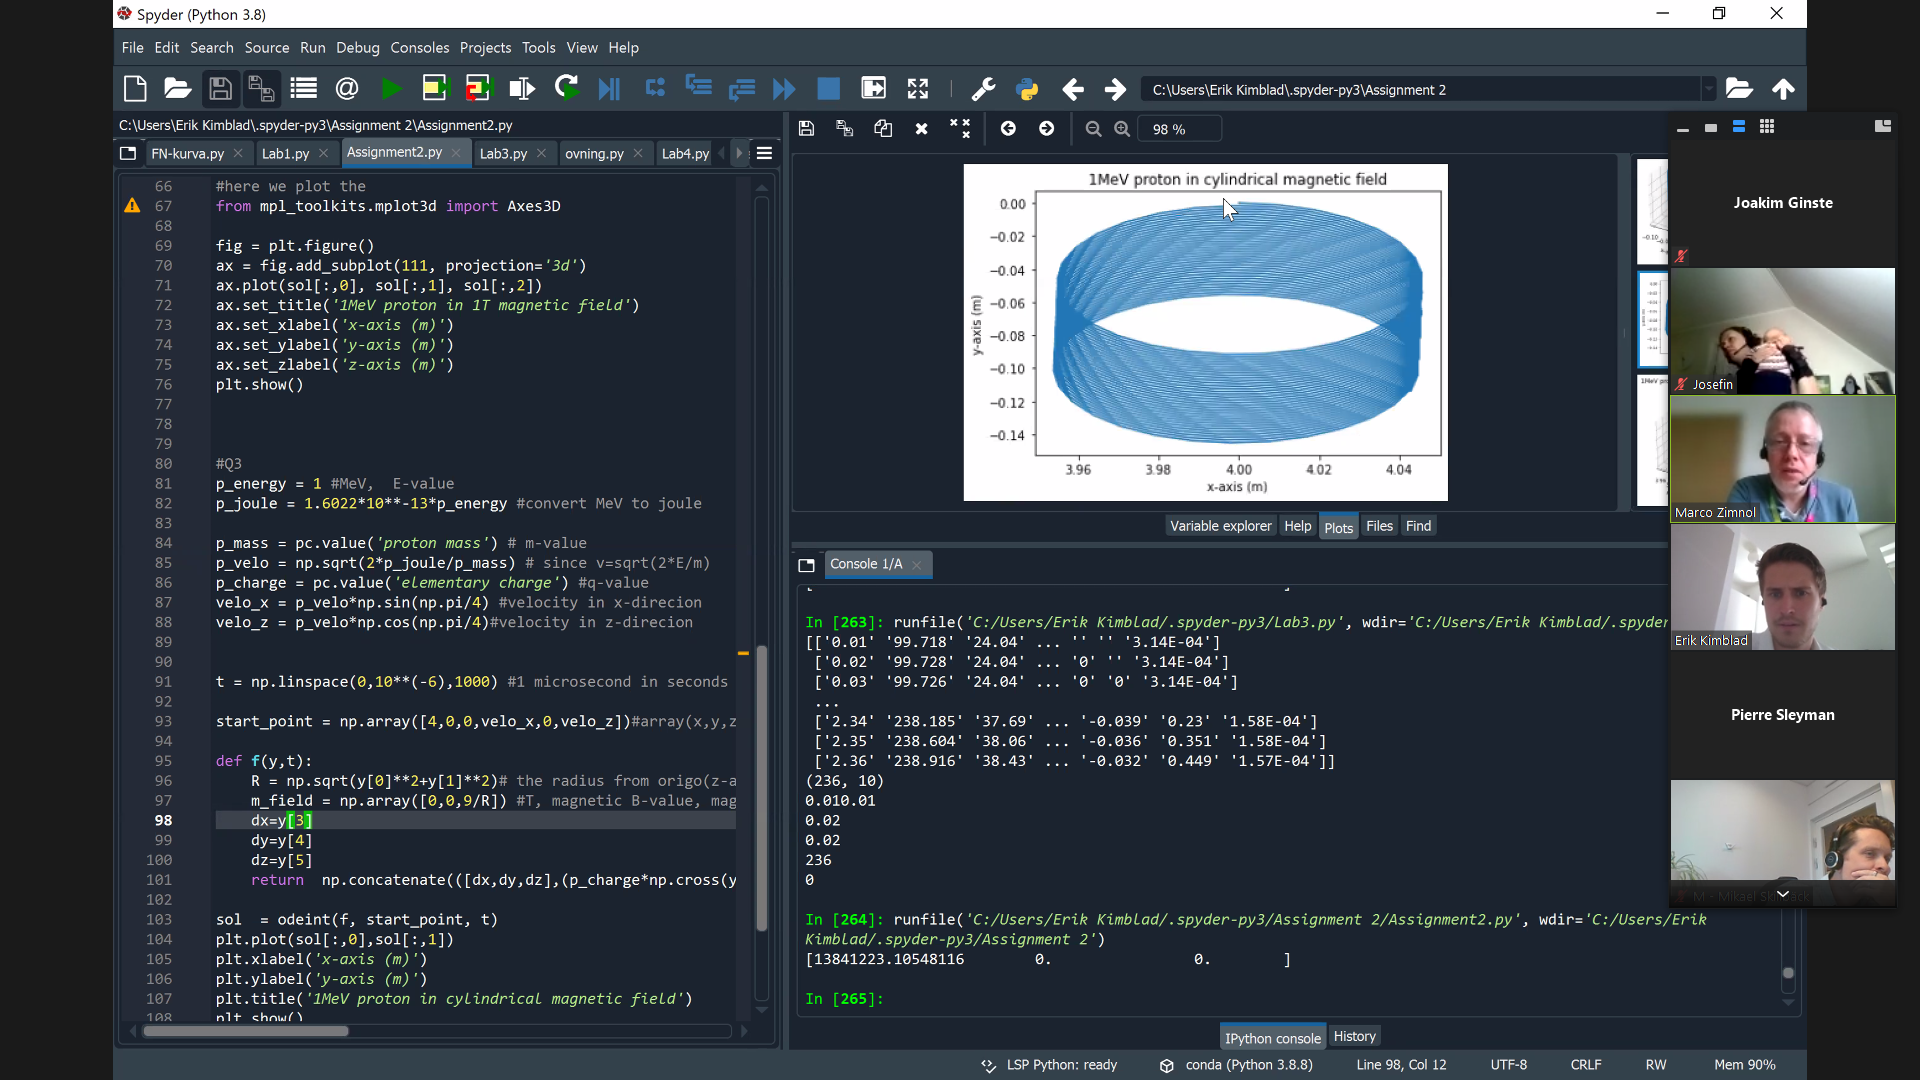 Spyder (Python 3.8)
File Edit Search Source Run Debug Consoles Projects Tools View Help
C:\Users\Erik Kimblad\.spyder-py3\Assignment 2
C:\Users\Erik Kimblad\.spyder-py3\Assignment 2\Assignment2.py
FN-kurva.py Lab1.py Assignment2.py Lab3.py ovning.py Lab4.py
66 #here we plot the
67 from mpl_toolkits.mplot3d import Axes3D
68
69 fig = plt.figure()
70 ax = fig.add_subplot(111, projection='3d')
71 ax.plot(sol[:,0], sol[:,1], sol[:,2])
72 ax.set_title('1MeV proton in 1T magnetic field')
73 ax.set_xlabel('x-axis (m)')
74 ax.set_ylabel('y-axis (m)')
75 ax.set_zlabel('z-axis (m)')
76 plt.show()
77
78
79
80 #Q3
81 p_energy = 1 #MeV, E-value
82 p_joule = 1.6022*10**-13*p_energy #convert MeV to joule
83
84 p_mass = pc.value('proton mass') # m-value
85 p_velo = np.sqrt(2*p_joule/p_mass) # since v=sqrt(2*E/m)
86 p_charge = pc.value('elementary charge') #q-value
87 velo_x = p_velo*np.sin(np.pi/4) #velocity in x-direcion
88 velo_z = p_velo*np.cos(np.pi/4)#velocity in z-direcion
89
90
91 t = np.linspace(0,10**(-6),1000) #1 microsecond in seconds
92
93 start_point = np.array([4,0,0,velo_x,0,velo_z])#array(x,y,z
94
95 def f(y,t):
96 R = np.sqrt(y[0]**2+y[1]**2)# the radius from origo(z-a
97 m_field = np.array([0,0,9/R]) #T, magnetic B-value, mag
98 dx=y[3]
99 dy=y[4]
100 dz=y[5]
101 return np.concatenate(([dx,dy,dz],(p_charge*np.cross(y
102
103 sol = odeint(f, start_point, t)
104 plt.plot(sol[:,0],sol[:,1])
105 plt.xlabel('x-axis (m)')
106 plt.ylabel('y-axis (m)')
107 plt.title('1MeV proton in cylindrical magnetic field')
108 plt.show()
98 %
1MeV proton in cylindrical magnetic field
0.00
−0.02
−0.04
−0.06
−0.08
−0.10
−0.12
−0.14
y-axis (m)
3.96 3.98 4.00 4.02 4.04
x-axis (m)
Variable explorer Help Plots Files Find
Console 1/A
In [263]: runfile('C:/Users/Erik Kimblad/.spyder-py3/Lab3.py', wdir='C:/Users/Erik Kimblad/.spyder
[['0.01' '99.718' '24.04' ... '' '' '3.14E-04']
['0.02' '99.728' '24.04' ... '0' '' '3.14E-04']
['0.03' '99.726' '24.04' ... '0' '0' '3.14E-04']
...
['2.34' '238.185' '37.69' ... '-0.039' '0.23' '1.58E-04']
['2.35' '238.604' '38.06' ... '-0.036' '0.351' '1.58E-04']
['2.36' '238.916' '38.43' ... '-0.032' '0.449' '1.57E-04']]
(236, 10)
0.010.01
0.02
0.02
236
0
In [264]: runfile('C:/Users/Erik Kimblad/.spyder-py3/Assignment 2/Assignment2.py', wdir='C:/Users/Erik
Kimblad/.spyder-py3/Assignment 2')
[13841223.10548116 0. 0. ]
In [265]:
IPython console History
LSP Python: ready conda (Python 3.8.8) Line 98, Col 12 UTF-8 CRLF RW Mem 90%
Joakim Ginste
Josefin
Marco Zimnol
Erik Kimblad
Pierre Sleyman